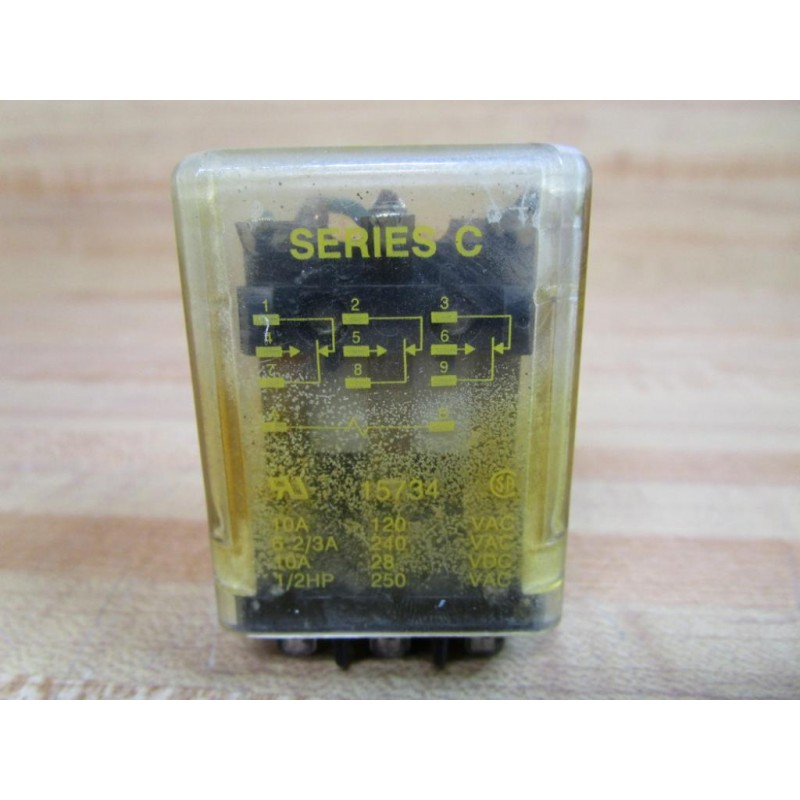 SERIES C
1 2 3
4 5 6
7 8 9
A B
15734
10A 120 VAC
6 2/3A 240 VAC
10A 28 VDC
1/2HP 250 VAC